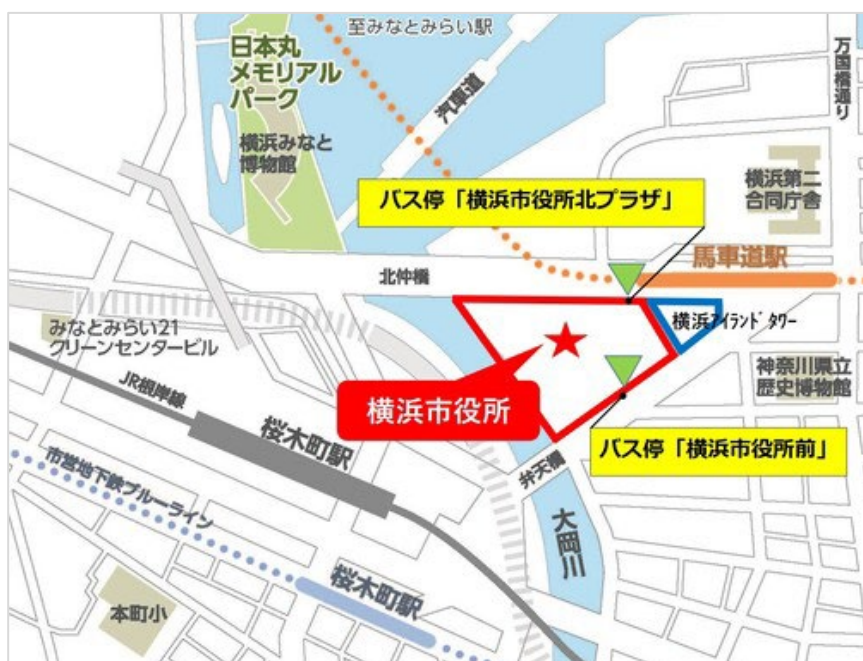 至みなとみらい駅
日本丸
メモリアル
パーク
汽車道
万国橋通り
横浜みなと
博物館
横浜第二
合同庁舎
バス停「横浜市役所北プラザ」
馬車道駅
北仲橋
横浜アイランドタワー
みなとみらい21
クリーンセンタービル
神奈川県立
歴史博物館
横浜市役所
JR根岸線
桜木町駅
バス停「横浜市役所前」
弁天橋
市営地下鉄ブルーライン
大岡川
桜木町駅
本町小